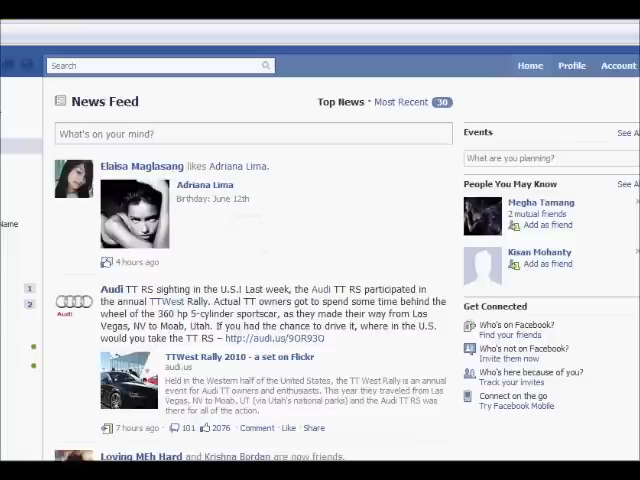 Search
Home Profile Account
News Feed
Top News · Most Recent 30
What's on your mind?
Elaisa Maglasang likes Adriana Lima.
Adriana Lima
Birthday: June 12th
4 hours ago
Name
1
2
Audi TT RS sighting in the U.S.! Last week, the Audi TT RS participated in
the annual TTWest Rally. Actual TT owners got to spend some time behind the
wheel of the 360 hp 5-cylinder sportscar, as they made their way from Las
Vegas, NV to Moab, Utah. If you had the chance to drive it, where in the U.S.
would you take the TT RS – http://audi.us/9OR93O
Audi
TTWest Rally 2010 - a set on Flickr
audi.us
Held in the Western half of the United States, the TT West Rally is an annual
event for Audi TT owners and enthusiasts. This year they traveled from Las
Vegas, NV to Moab, UT (via Utah's national parks) and the Audi TT RS was
there for all of the action.
7 hours ago 101 2076 Comment · Like · Share
Loving MEh Hard and Krishna Bordan are now friends.
Events See A
What are you planning?
People You May Know See A
Megha Tamang
2 mutual friends
Add as friend
Kisan Mohanty
Add as friend
Get Connected
Who's on Facebook?
Find your friends
Who's not on Facebook?
Invite them now
Who's here because of you?
Track your invites
Connect on the go
Try Facebook Mobile